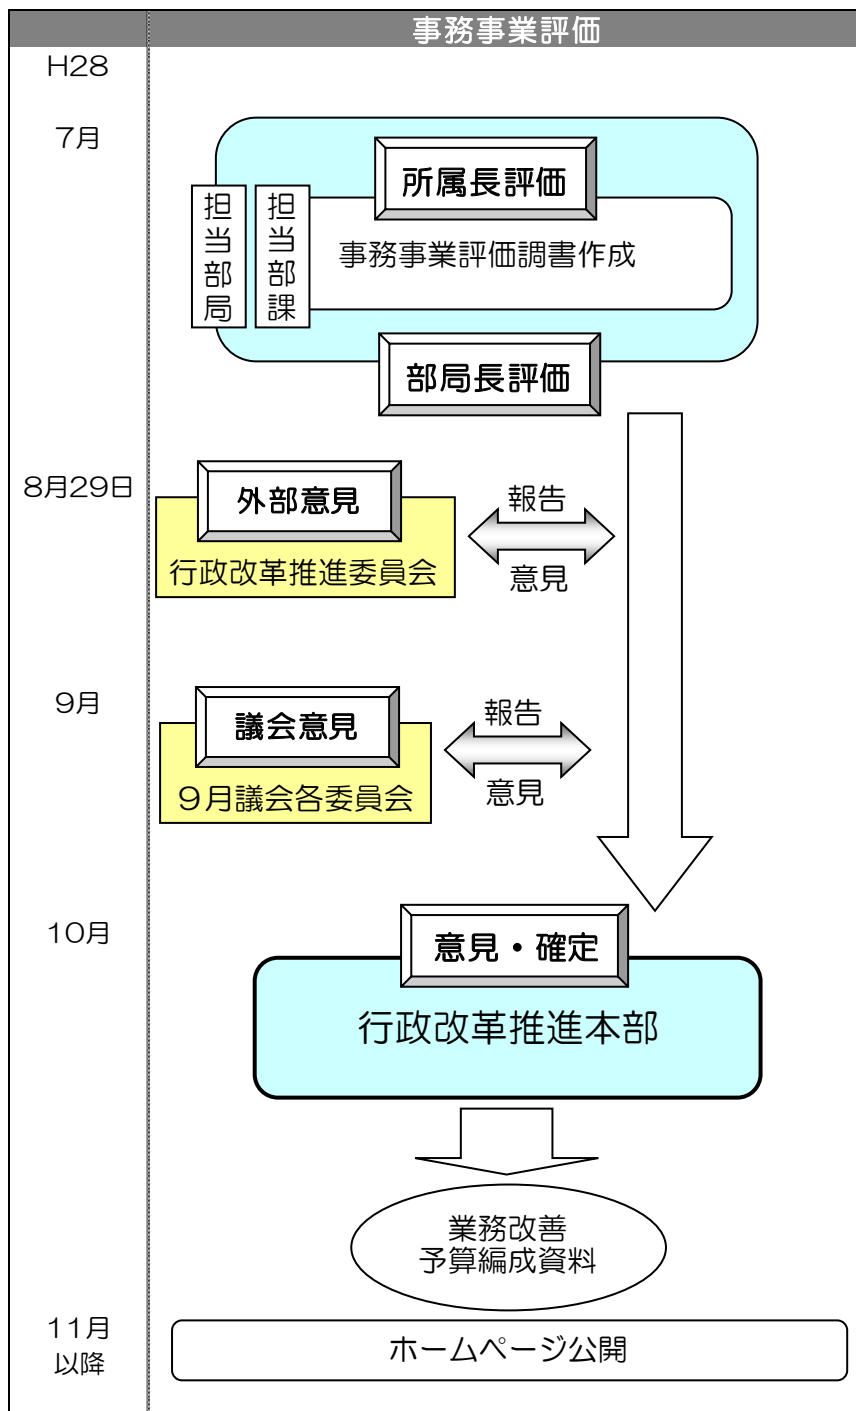 事務事業評価
H28
7月
所属長評価
担当部局
担当部課
事務事業評価調書作成
部局長評価
8月29日
外部意見
行政改革推進委員会
報告
意見
9月
議会意見
9月議会各委員会
報告
意見
10月
意見・確定
行政改革推進本部
業務改善
予算編成資料
11月
以降
ホームページ公開